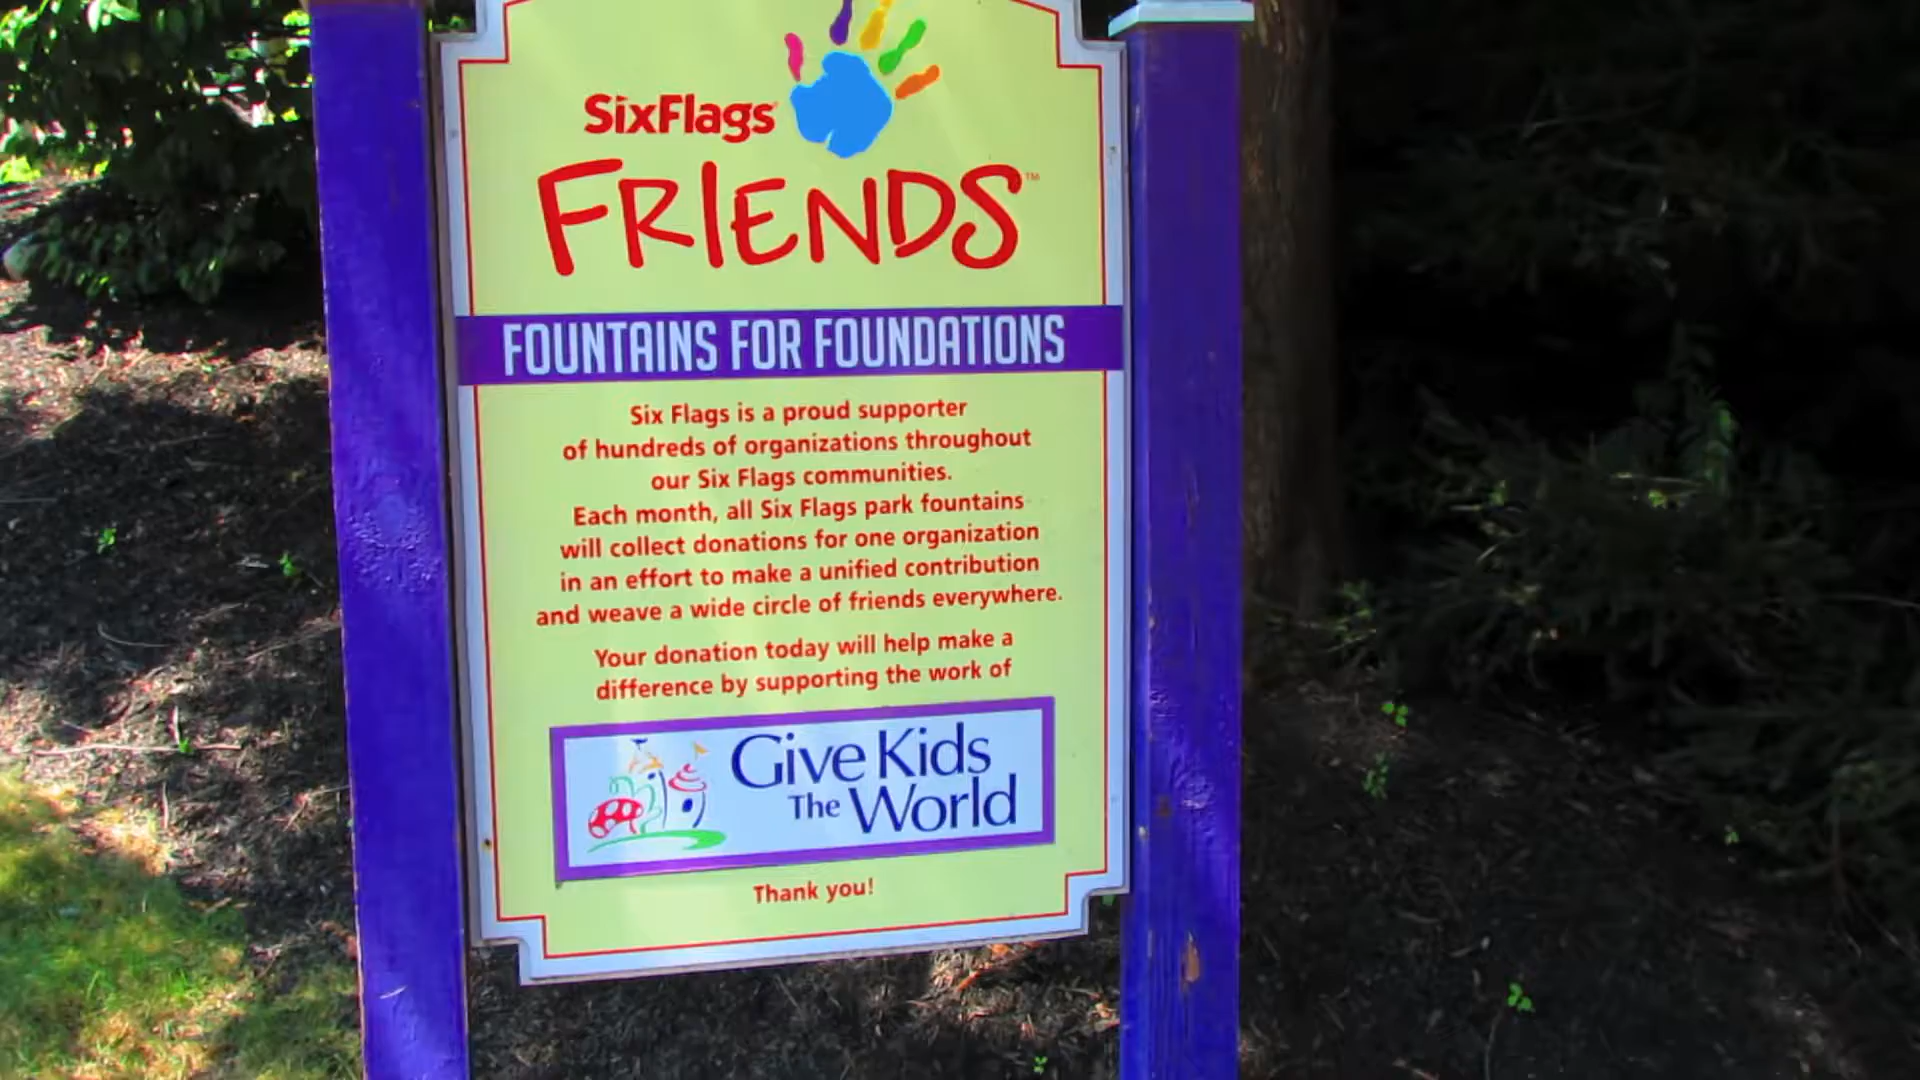 SixFlags
FRIENDS™
FOUNTAINS FOR FOUNDATIONS
Six Flags is a proud supporter
of hundreds of organizations throughout
our Six Flags communities.
Each month, all Six Flags park fountains
will collect donations for one organization
in an effort to make a unified contribution
and weave a wide circle of friends everywhere.
Your donation today will help make a
difference by supporting the work of
Give Kids
The World
Thank you!